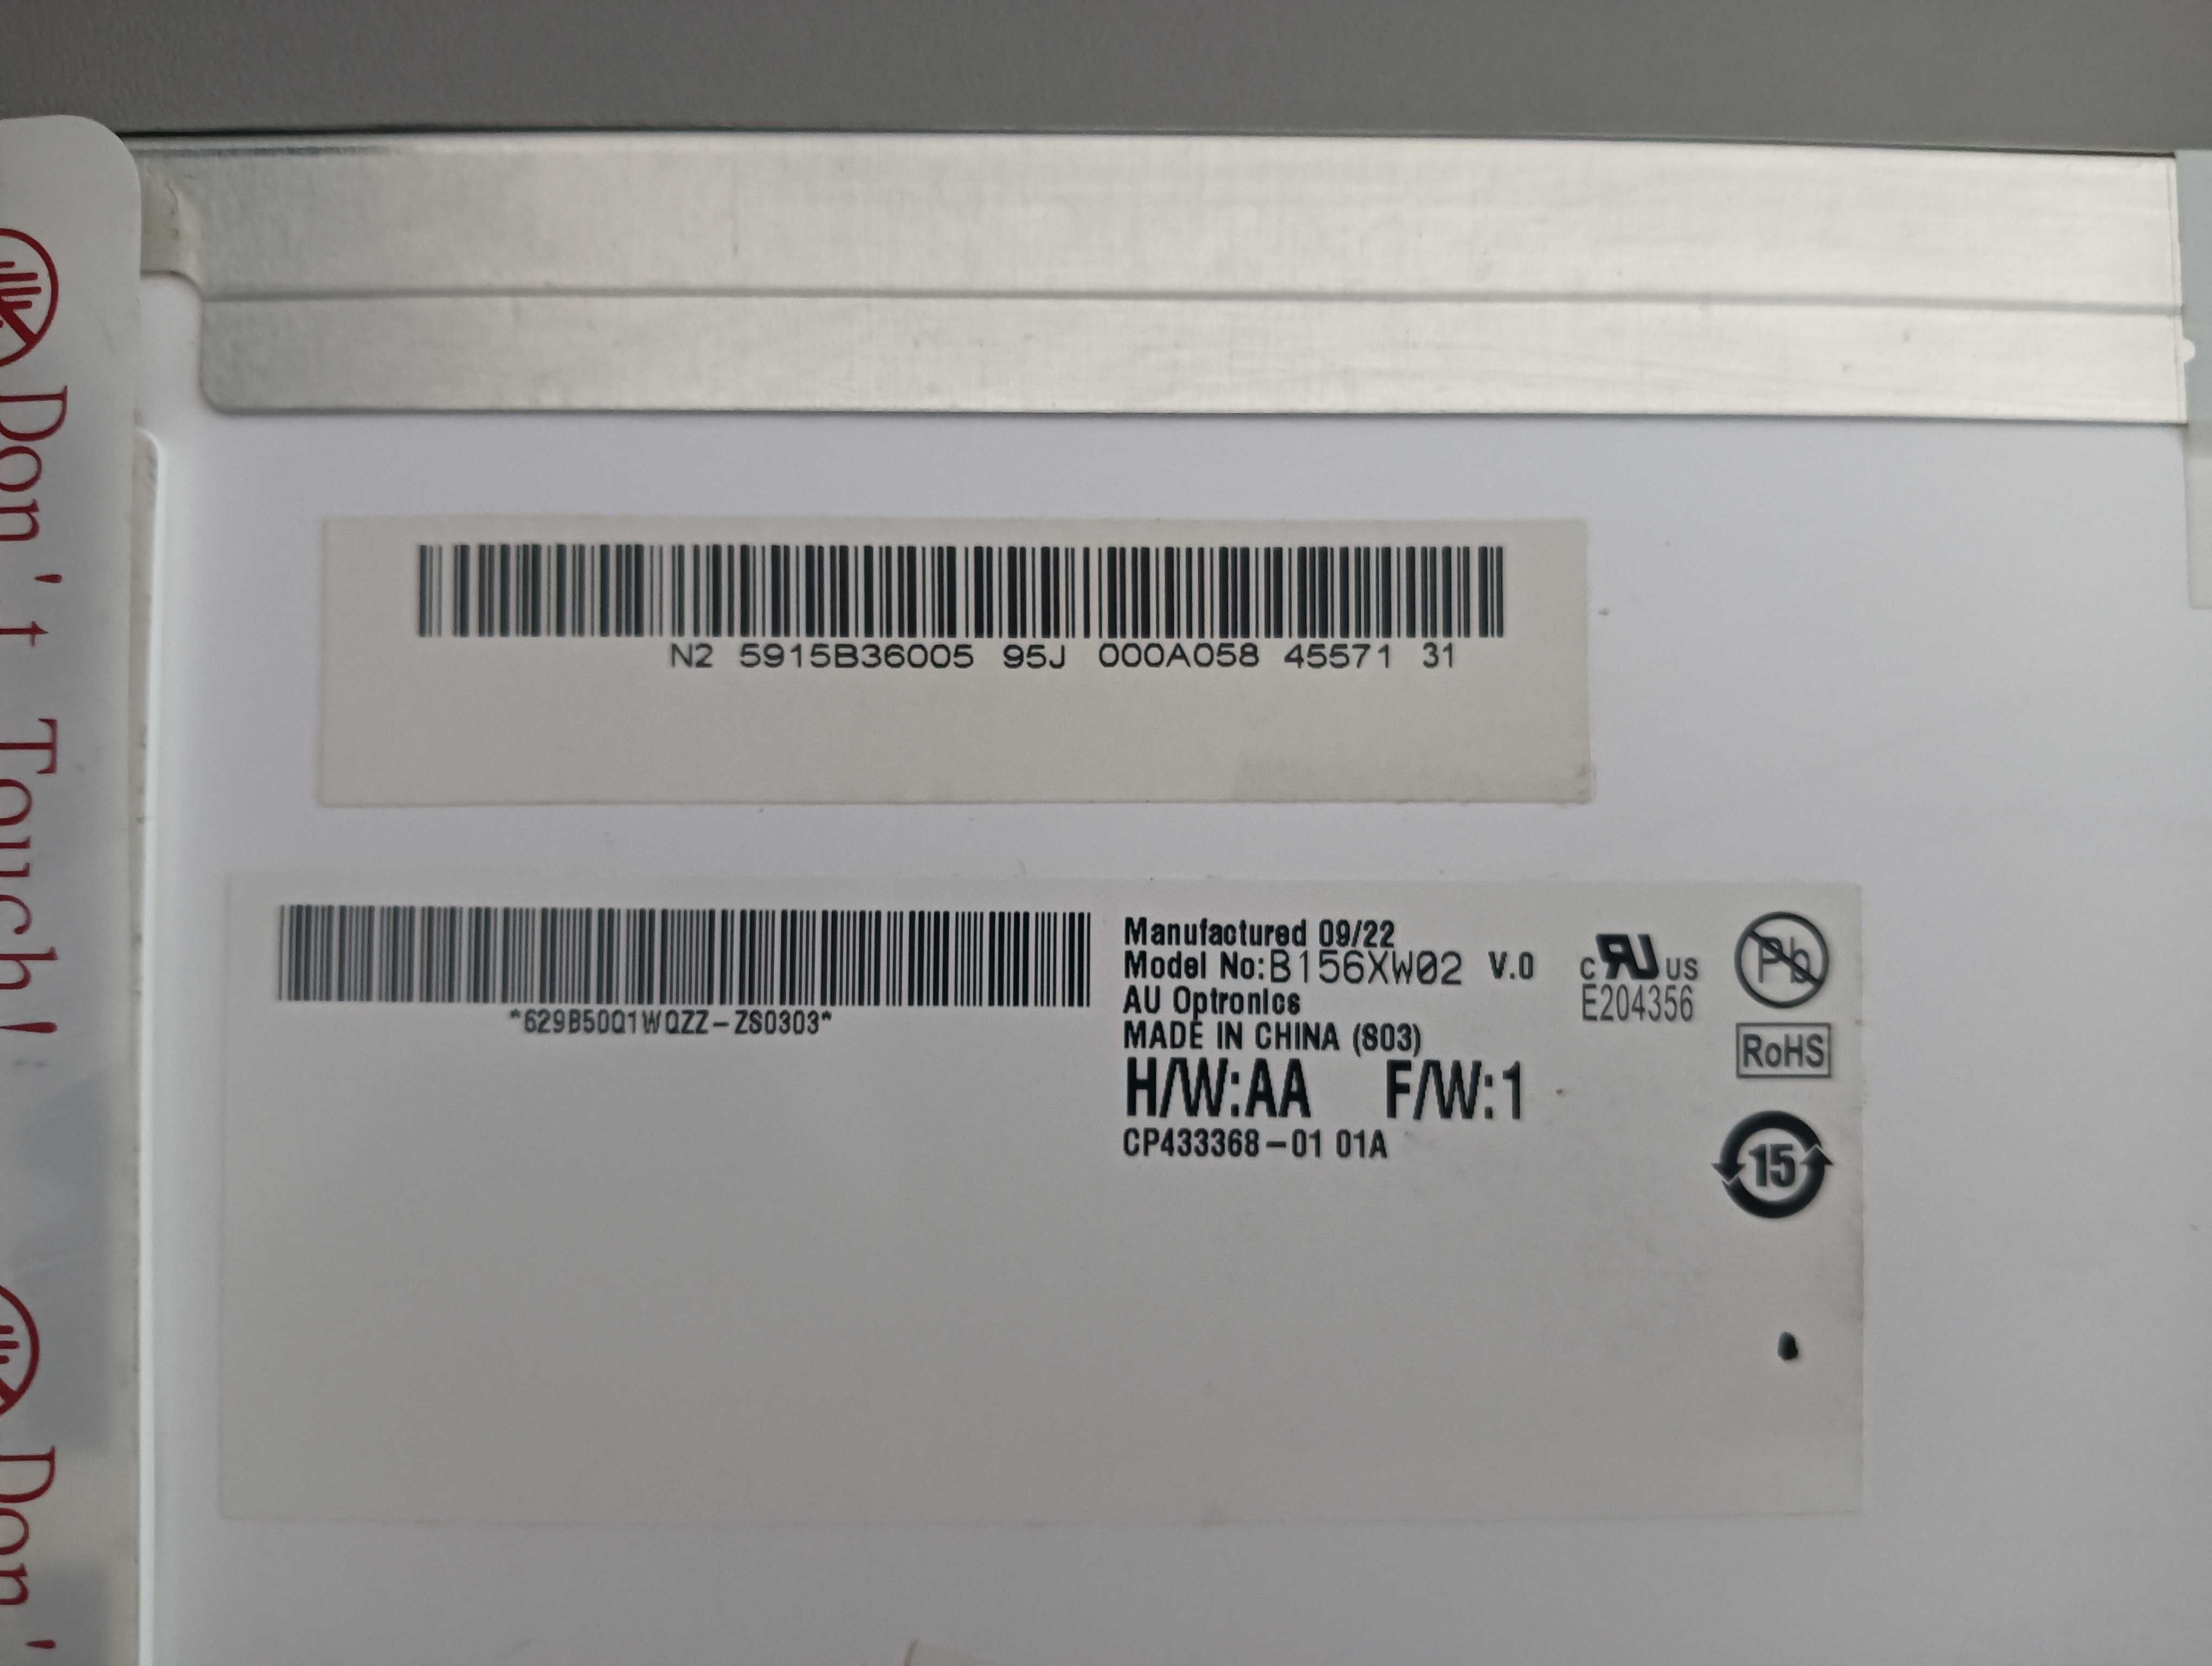 Don't Touch!
Don'
N2 5915B36005 95J 000A058 45571 31
*629B50Q1WQZZ-ZS0303*
Manufactured 09/22
Model No:B156XW02 V.0
AU Optronics
MADE IN CHINA (S03)
H/W:AA F/W:1
CP433368-01 01A
c RU US
E204356
Pb
RoHS
15